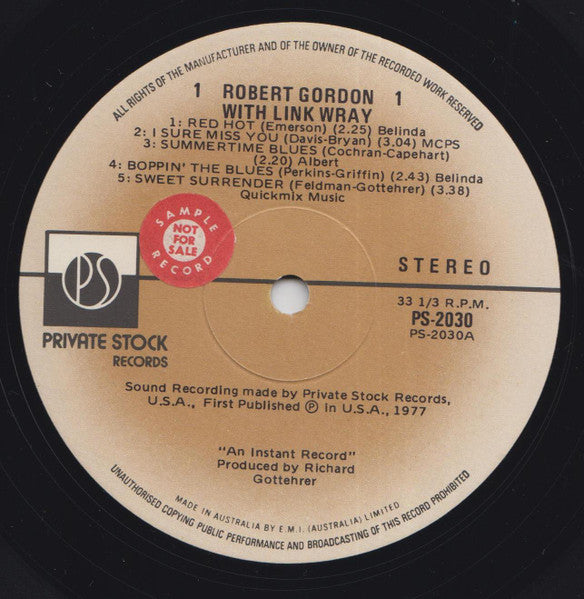 ALL RIGHTS OF THE MANUFACTURER AND OF THE OWNER OF THE RECORDED WORK RESERVED
1 ROBERT GORDON 1
WITH LINK WRAY
1: RED HOT (Emerson) (2.25) Belinda
2: I SURE MISS YOU (Davis-Bryan) (3.04) MCPS
3: SUMMERTIME BLUES (Cochran-Capehart)
(2.20) Albert
4: BOPPIN' THE BLUES (Perkins-Griffin) (2.43) Belinda
5: SWEET SURRENDER (Feldman-Gottehrer) (3.38)
Quickmix Music
SAMPLE
NOT
FOR
SALE
RECORD
PS
PRIVATE STOCK
RECORDS
STEREO
33 1/3 R.P.M.
PS-2030
PS-2030A
Sound Recording made by Private Stock Records,
U.S.A., First Published Ⓟ in U.S.A., 1977
"An Instant Record"
Produced by Richard
Gottehrer
MADE IN AUSTRALIA BY E.M.I. (AUSTRALIA) LIMITED
UNAUTHORISED COPYING PUBLIC PERFORMANCE AND BROADCASTING OF THIS RECORD PROHIBITED